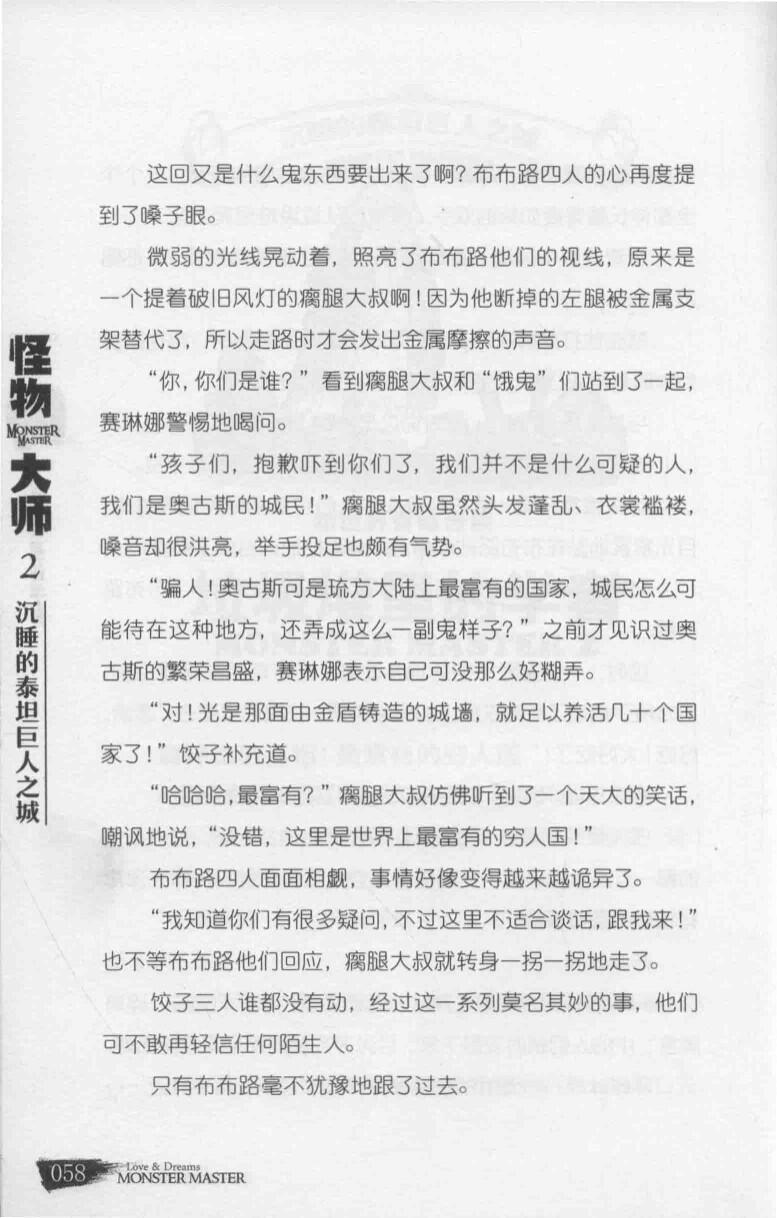 这回又是什么鬼东西要出来了啊？布布路四人的心再度提
到了嗓子眼。
微弱的光线晃动着，照亮了布布路他们的视线，原来是
一个提着破旧风灯的瘸腿大叔啊！因为他断掉的左腿被金属支
架替代了，所以走路时才会发出金属摩擦的声音。
“你，你们是谁？”看到瘸腿大叔和“饿鬼”们站到了一起，
赛琳娜警惕地喝问。
“孩子们，抱歉吓到你们了，我们并不是什么可疑的人，
我们是奥古斯的城民！”瘸腿大叔虽然头发蓬乱、衣裳褴褛，
嗓音却很洪亮，举手投足也颇有气势。
“骗人！奥古斯可是琉方大陆上最富有的国家，城民怎么可
能待在这种地方，还弄成这么一副鬼样子？”之前才见识过奥
古斯的繁荣昌盛，赛琳娜表示自己可没那么好糊弄。
“对！光是那面由金盾铸造的城墙，就足以养活几十个国
家了！”饺子补充道。
“哈哈哈，最富有？”瘸腿大叔仿佛听到了一个天大的笑话，
嘲讽地说，“没错，这里是世界上最富有的穷人国！”
布布路四人面面相觑，事情好像变得越来越诡异了。
“我知道你们有很多疑问，不过这里不适合谈话，跟我来！”
也不等布布路他们回应，瘸腿大叔就转身一拐一拐地走了。
饺子三人谁都没有动，经过这一系列莫名其妙的事，他们
可不敢再轻信任何陌生人。
只有布布路毫不犹豫地跟了过去。
怪物
MONSTER
MASTER
大师
2
沉睡的泰坦巨人之城
058
Love & Dreams
MONSTER MASTER